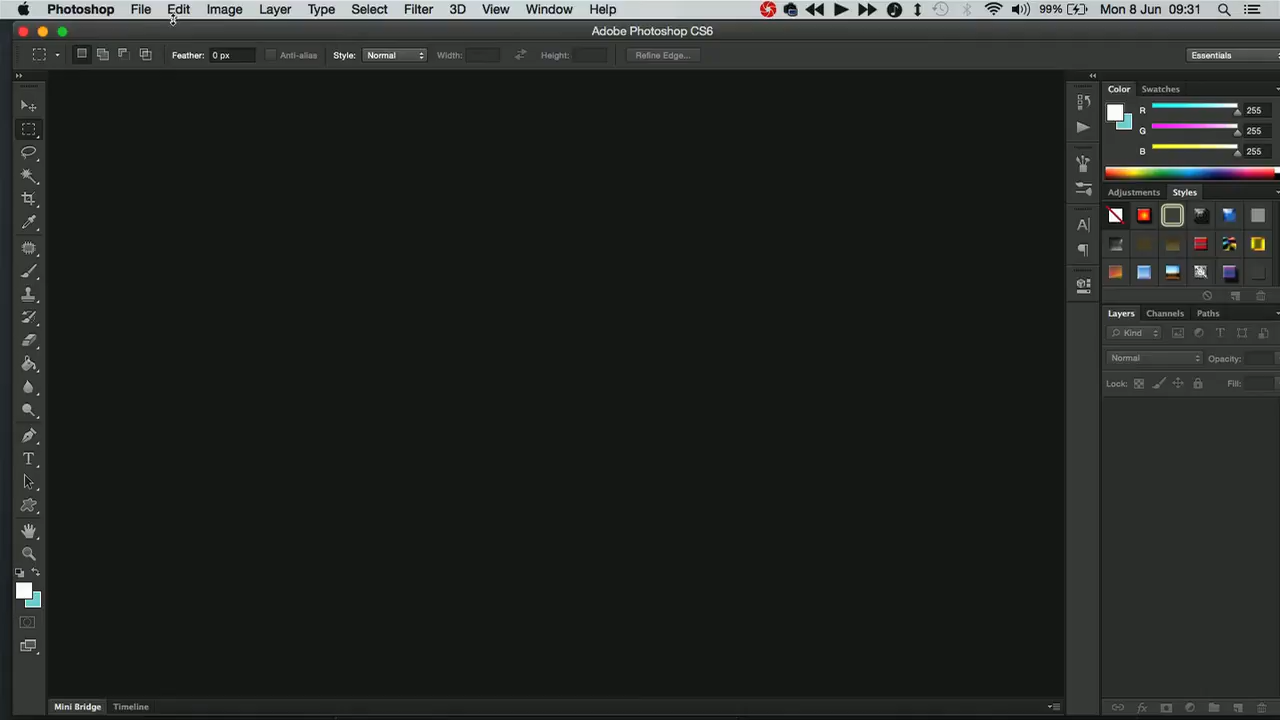 Photoshop File Edit Image Layer Type Select Filter 3D View Window Help 99% Mon 8 Jun 09:31
Adobe Photoshop CS6
Feather: 0 px Anti-alias Style: Normal Width: Height: Refine Edge... Essentials
Color Swatches
R 255
G 255
B 255
Adjustments Styles
Layers Channels Paths
Kind
Normal Opacity:
Lock: Fill:
Mini Bridge Timeline